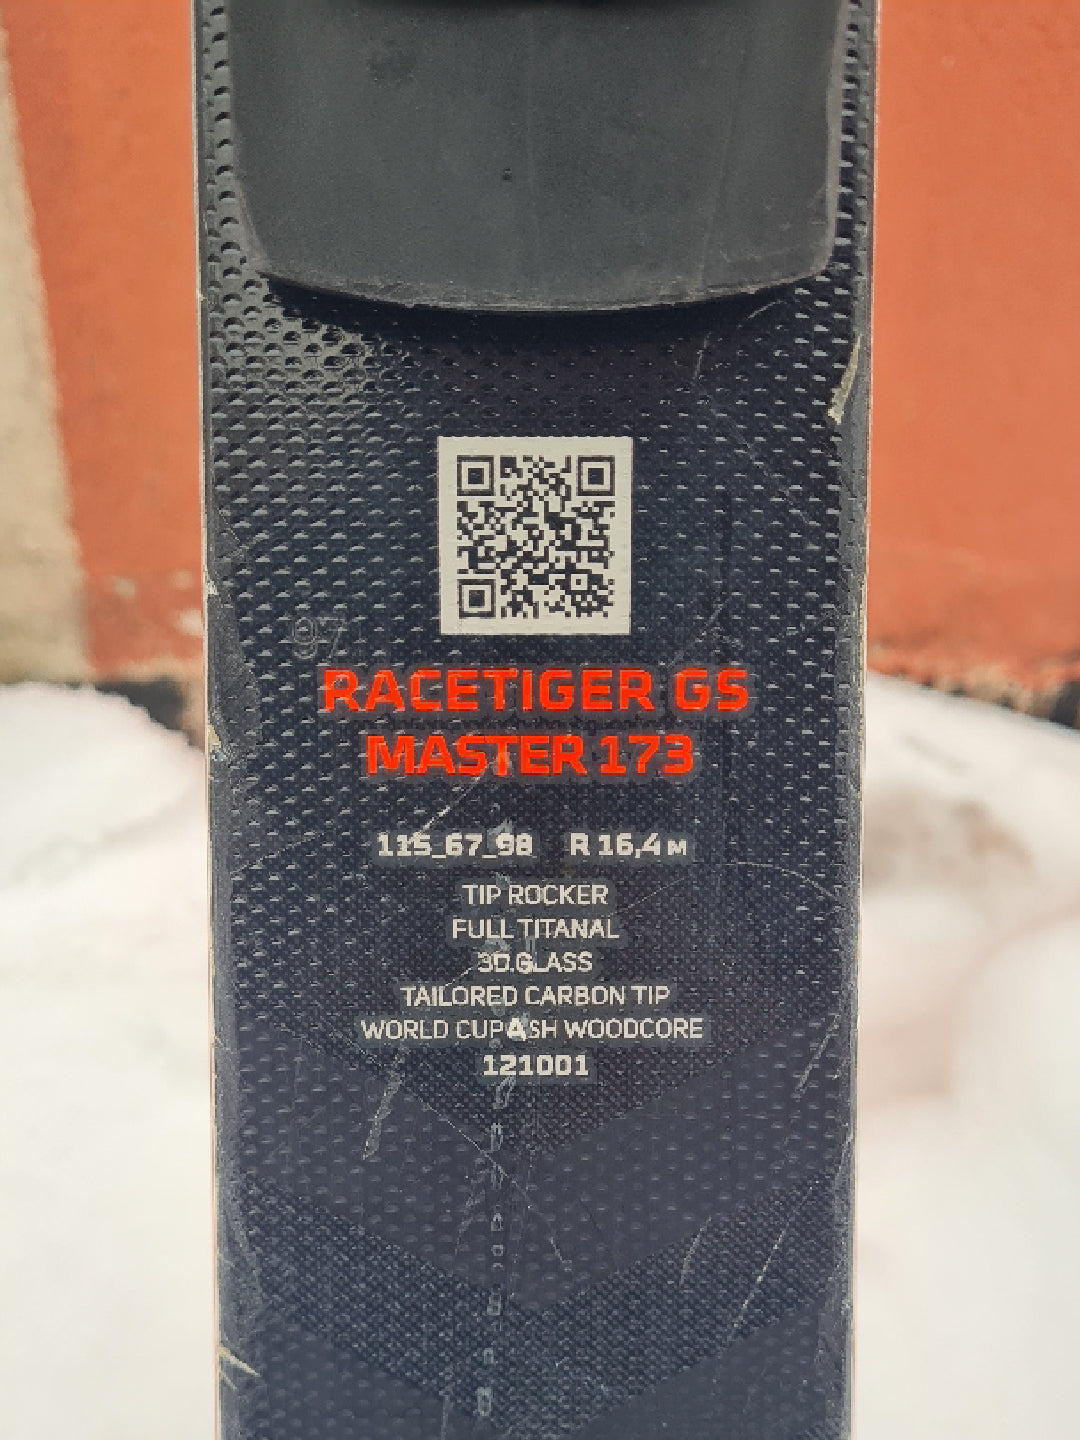 97
RACETIGER GS
MASTER 173
115_67_98 R 16,4 M
TIP ROCKER
FULL TITANAL
3D.GLASS
TAILORED CARBON TIP
WORLD CUP ASH WOODCORE
121001